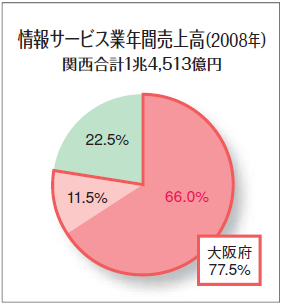 情報サービス業年間売上高(2008年)
関西合計1兆4,513億円
22.5%
11.5%
66.0%
大阪府
77.5%